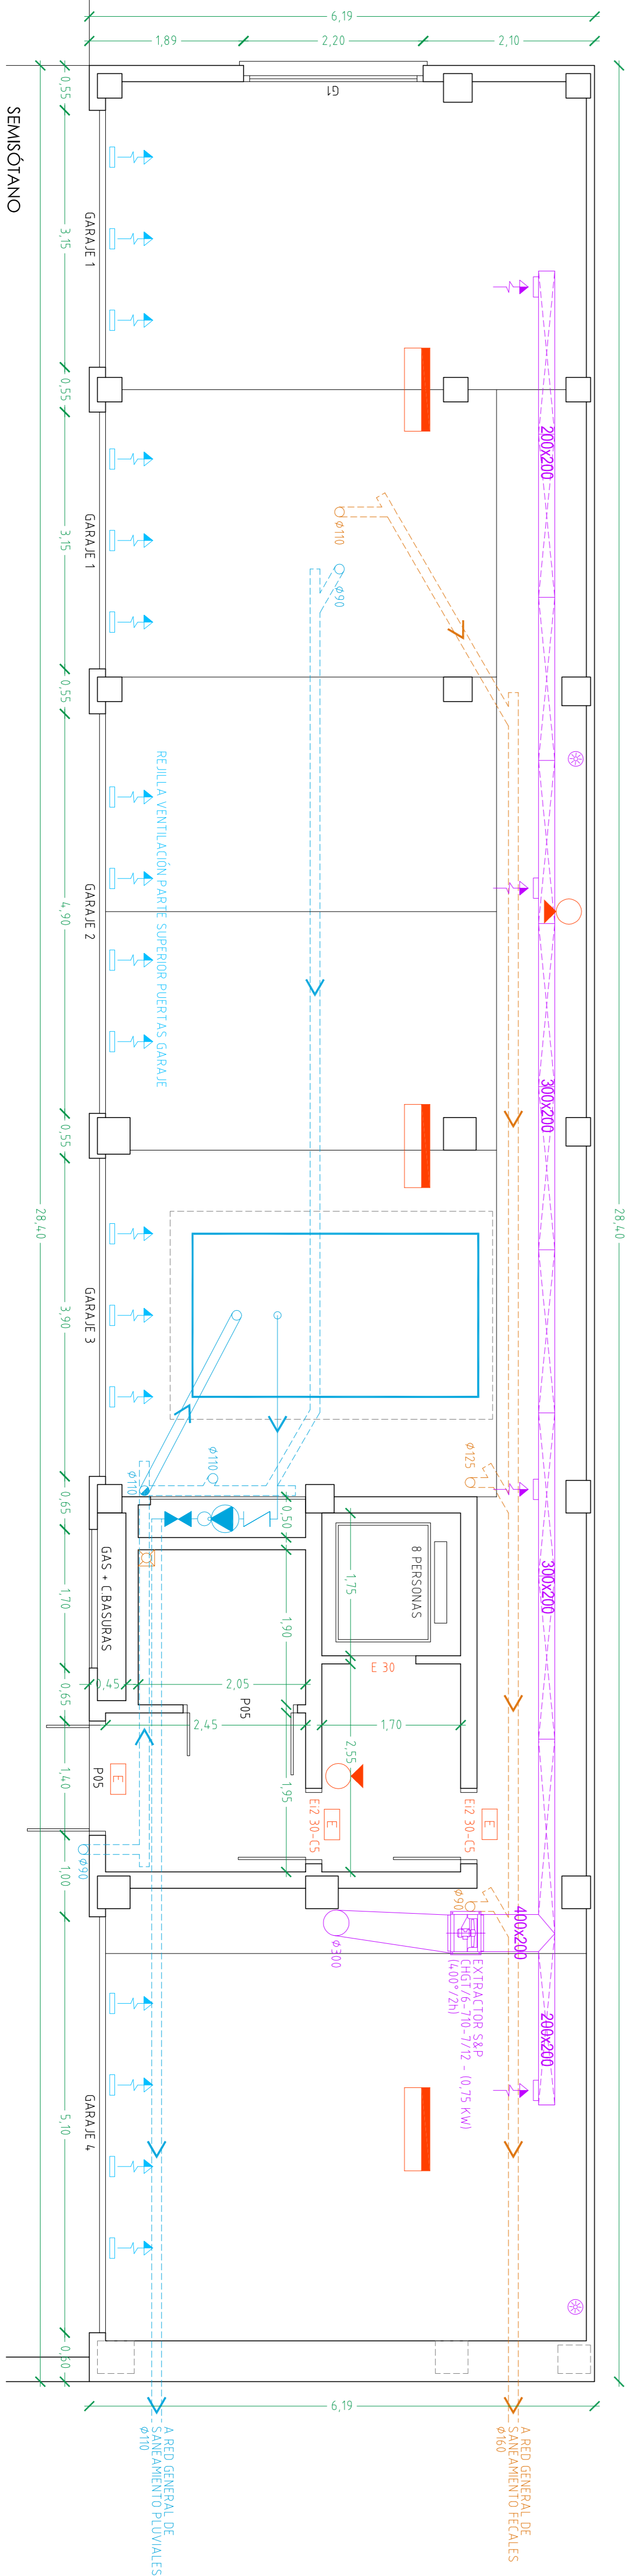 28,40
6,19
2,10
2,20
1,89
G1
200x200
300x200
300x200
400x200
200x200
Ø110
Ø90
REJILLA VENTILACIÓN PARTE SUPERIOR PUERTAS GARAJE
Ø125
Ø110
Ø110
8 PERSONAS
0,50
1,75
1,90
E 30
GAS + C.BASURAS
0,45
2,05
P05
2,45
1,70
2,55
1,95
E
Ei2 30-C5
E
Ei2 30-C5
E
P05
Ø90
Ø90
Ø300
EXTRACTOR S&P
CHGT/6-710-7/12 - (0,75 KW)
(400º/2h)
GARAJE 1
GARAJE 1
GARAJE 2
GARAJE 3
GARAJE 4
0,55
3,15
0,55
3,15
0,55
4,90
0,55
3,90
0,65
1,70
0,65
1,40
1,00
5,10
0,60
28,40
6,19
A RED GENERAL DE
SANEAMIENTO FECALES
Ø160
A RED GENERAL DE
SANEAMIENTO PLUVIALES
Ø110
SEMISÓTANO